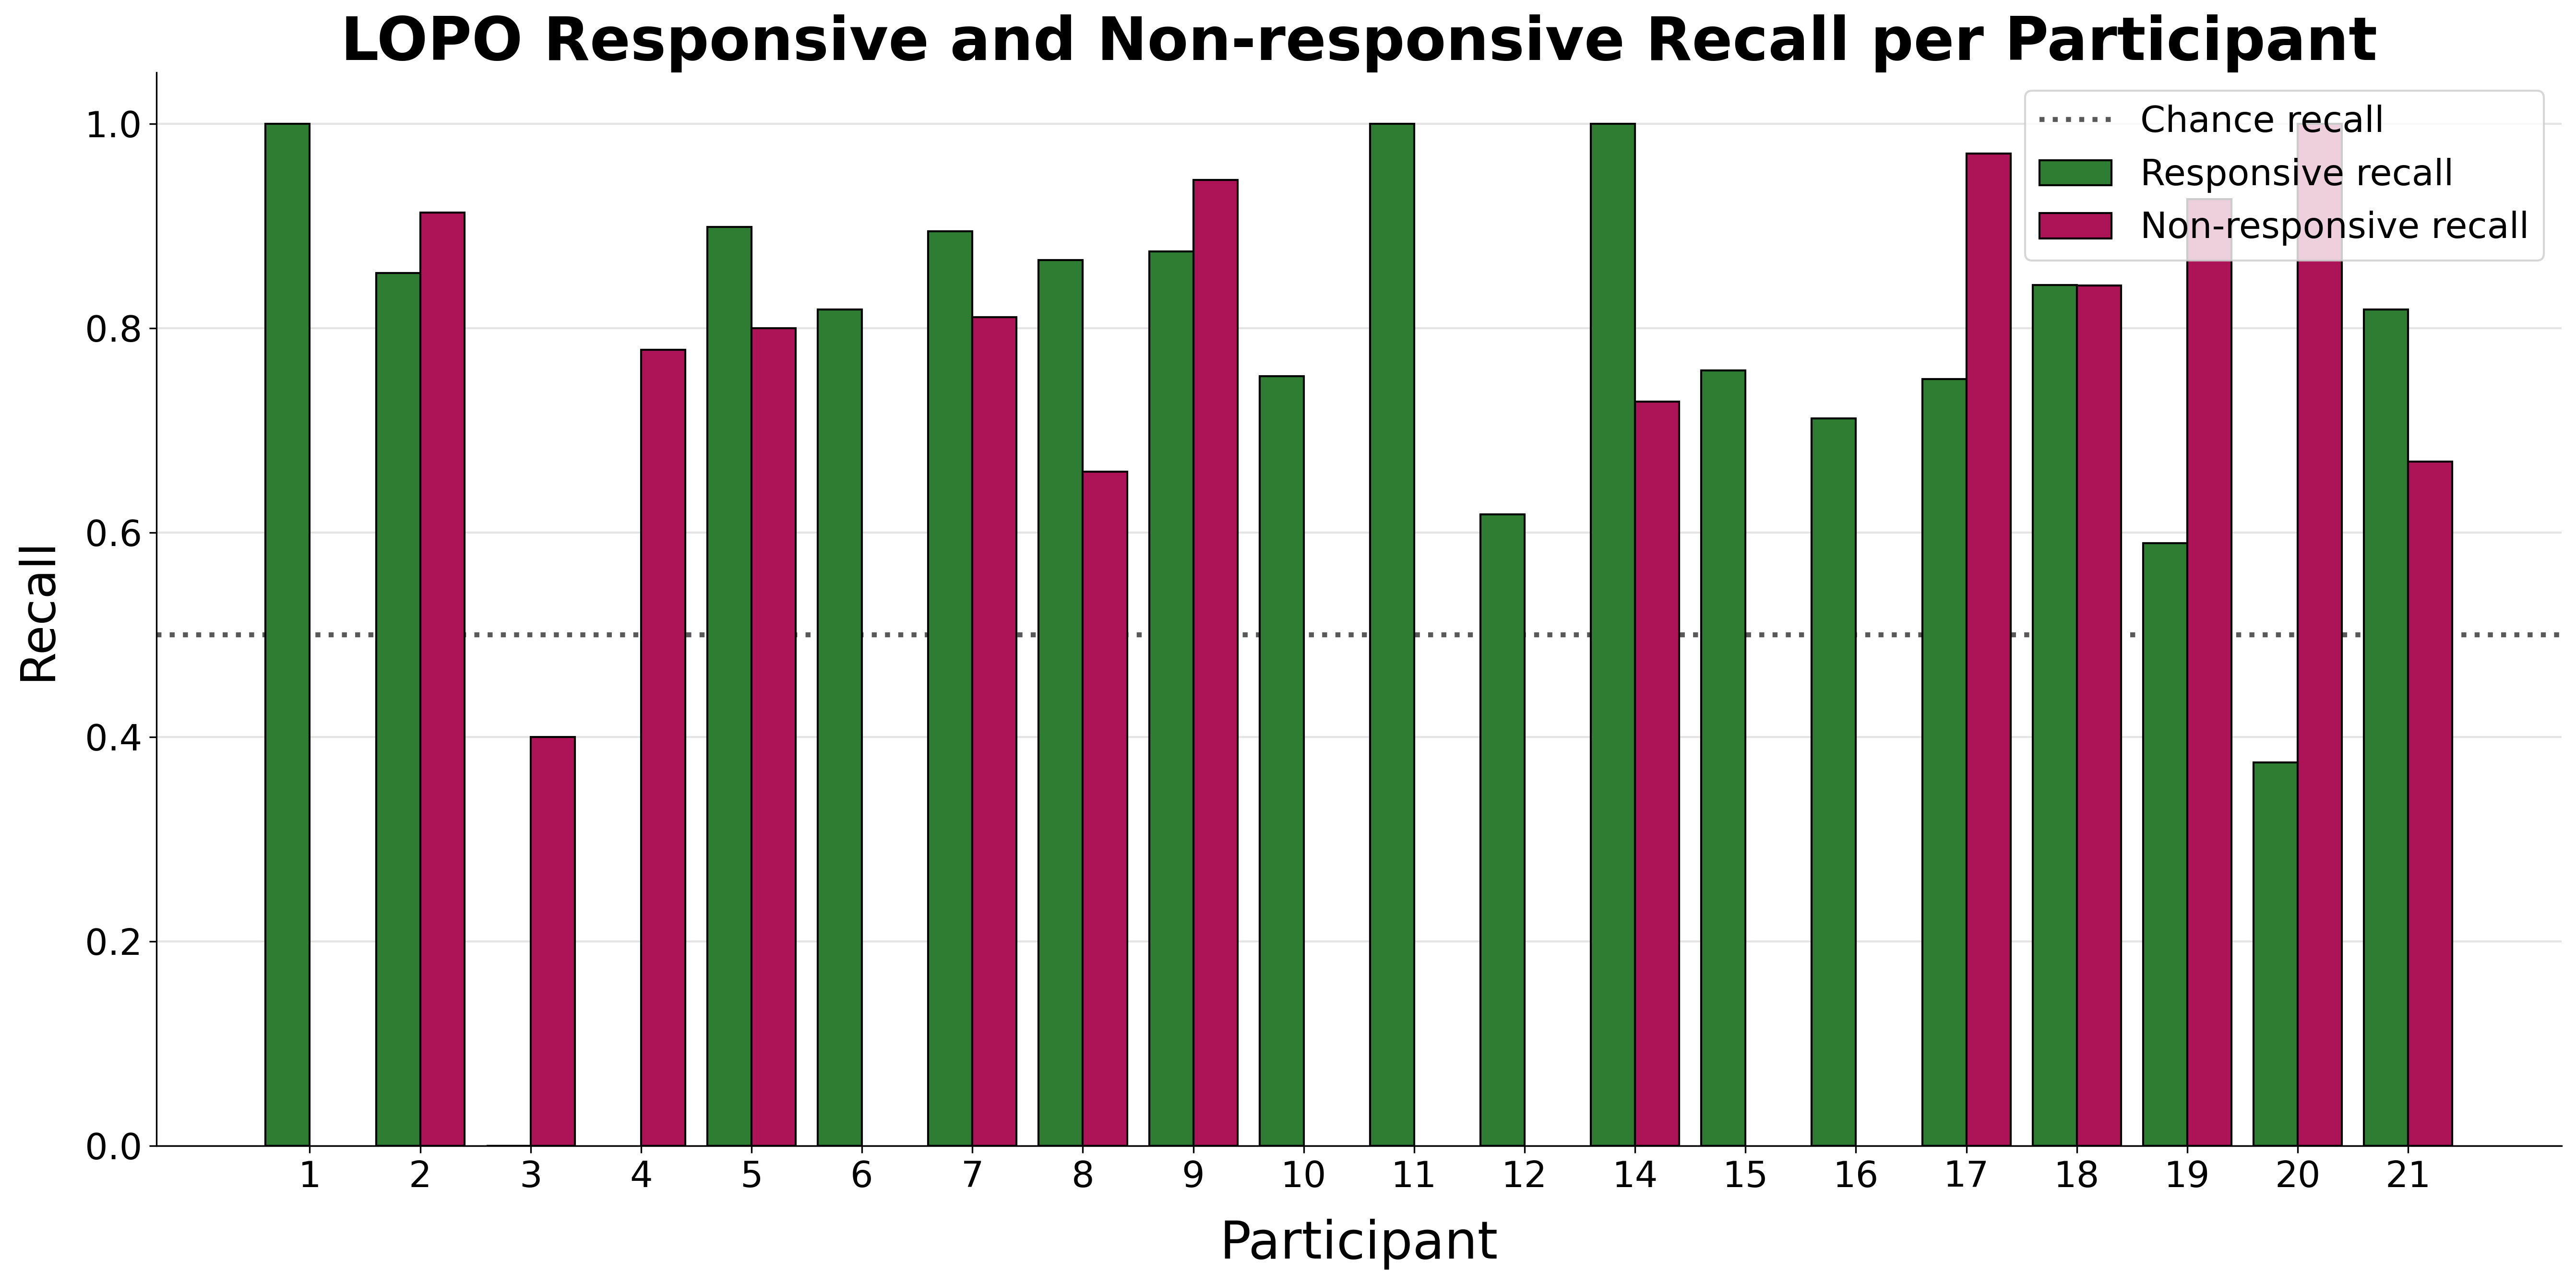 LOPO Responsive and Non-responsive Recall per Participant
Chance recall
Responsive recall
Non-responsive recall
Recall
1.0
0.8
0.6
0.4
0.2
0.0
1 2 3 4 5 6 7 8 9 10 11 12 14 15 16 17 18 19 20 21
Participant